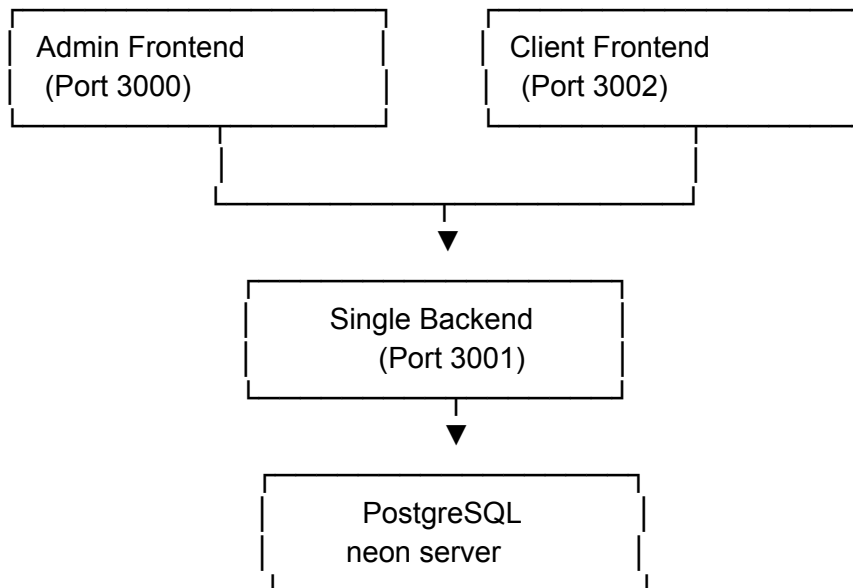 Admin Frontend
(Port 3000)
Client Frontend
(Port 3002)
Single Backend
(Port 3001)
PostgreSQL
neon server